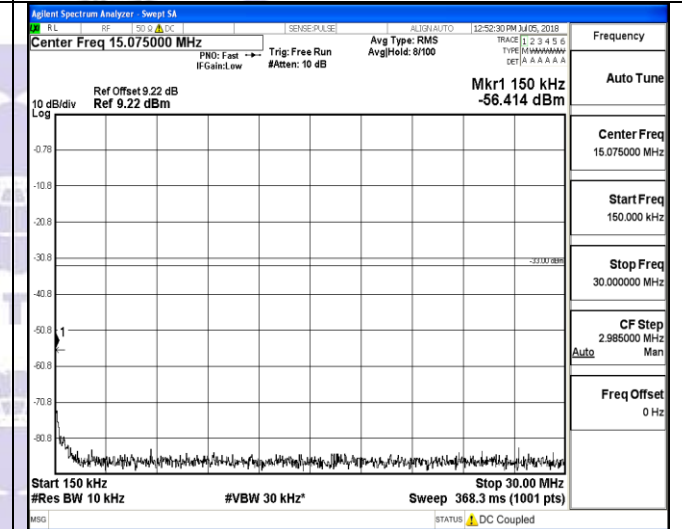 Agilent Spectrum Analyzer - Swept SA
RL RF 50 Ω DC SENSE:PULSE ALIGNAUTO 12:52:30 PM Jul 05, 2018
Center Freq 15.075000 MHz
PNO: Fast
IFGain:Low
Trig: Free Run
#Atten: 10 dB
Avg Type: RMS
Avg|Hold: 8/100
TRACE 1 2 3 4 5 6
TYPE MWWWWW
DET A A A A A A
Mkr1 150 kHz
-56.414 dBm
Ref Offset 9.22 dB
10 dB/div Ref 9.22 dBm
Log
-0.78
-10.8
-20.8
-30.8
-33.00 dBm
-40.8
-50.8
1
-60.8
-70.8
-80.8
Start 150 kHz Stop 30.00 MHz
#Res BW 10 kHz #VBW 30 kHz* Sweep 368.3 ms (1001 pts)
MSG STATUS DC Coupled
Frequency
Auto Tune
Center Freq
15.075000 MHz
Start Freq
150.000 kHz
Stop Freq
30.000000 MHz
CF Step
2.985000 MHz
Auto Man
Freq Offset
0 Hz